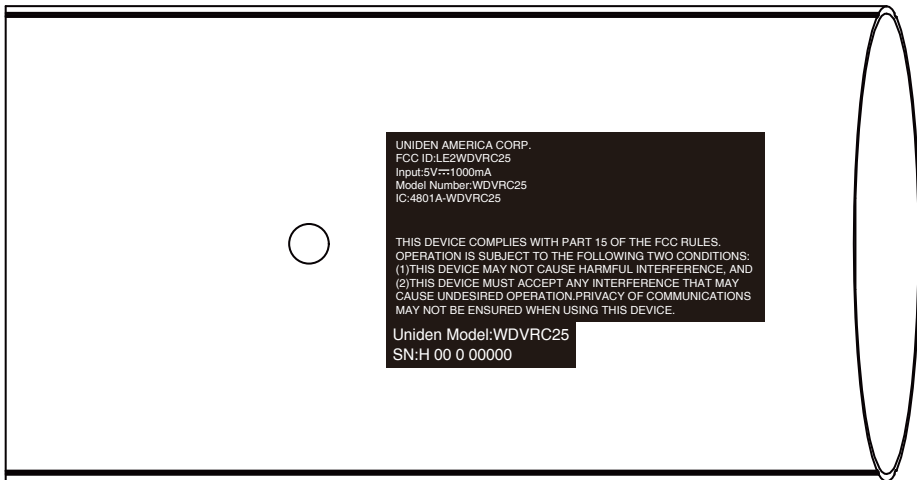 UNIDEN AMERICA CORP.
FCC ID:LE2WDVRC25
Input:5V⎓1000mA
Model Number:WDVRC25
IC:4801A-WDVRC25
THIS DEVICE COMPLIES WITH PART 15 OF THE FCC RULES.
OPERATION IS SUBJECT TO THE FOLLOWING TWO CONDITIONS:
(1)THIS DEVICE MAY NOT CAUSE HARMFUL INTERFERENCE, AND
(2)THIS DEVICE MUST ACCEPT ANY INTERFERENCE THAT MAY
CAUSE UNDESIRED OPERATION.PRIVACY OF COMMUNICATIONS
MAY NOT BE ENSURED WHEN USING THIS DEVICE.
Uniden Model:WDVRC25
SN:H 00 0 00000